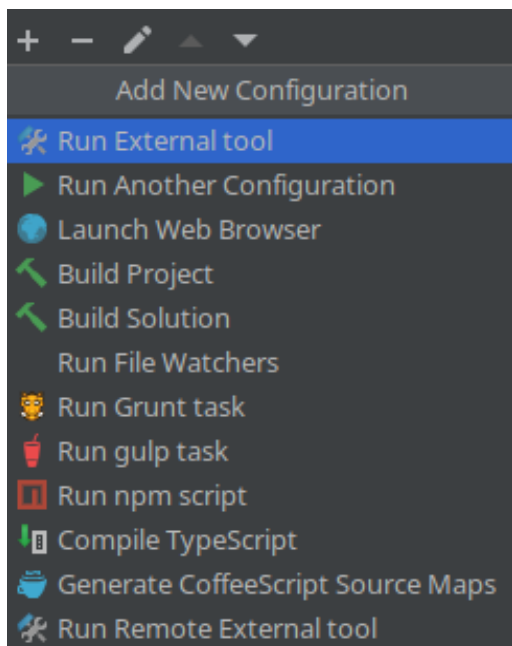 Add New Configuration
Run External tool
Run Another Configuration
Launch Web Browser
Build Project
Build Solution
Run File Watchers
Run Grunt task
Run gulp task
Run npm script
Compile TypeScript
Generate CoffeeScript Source Maps
Run Remote External tool